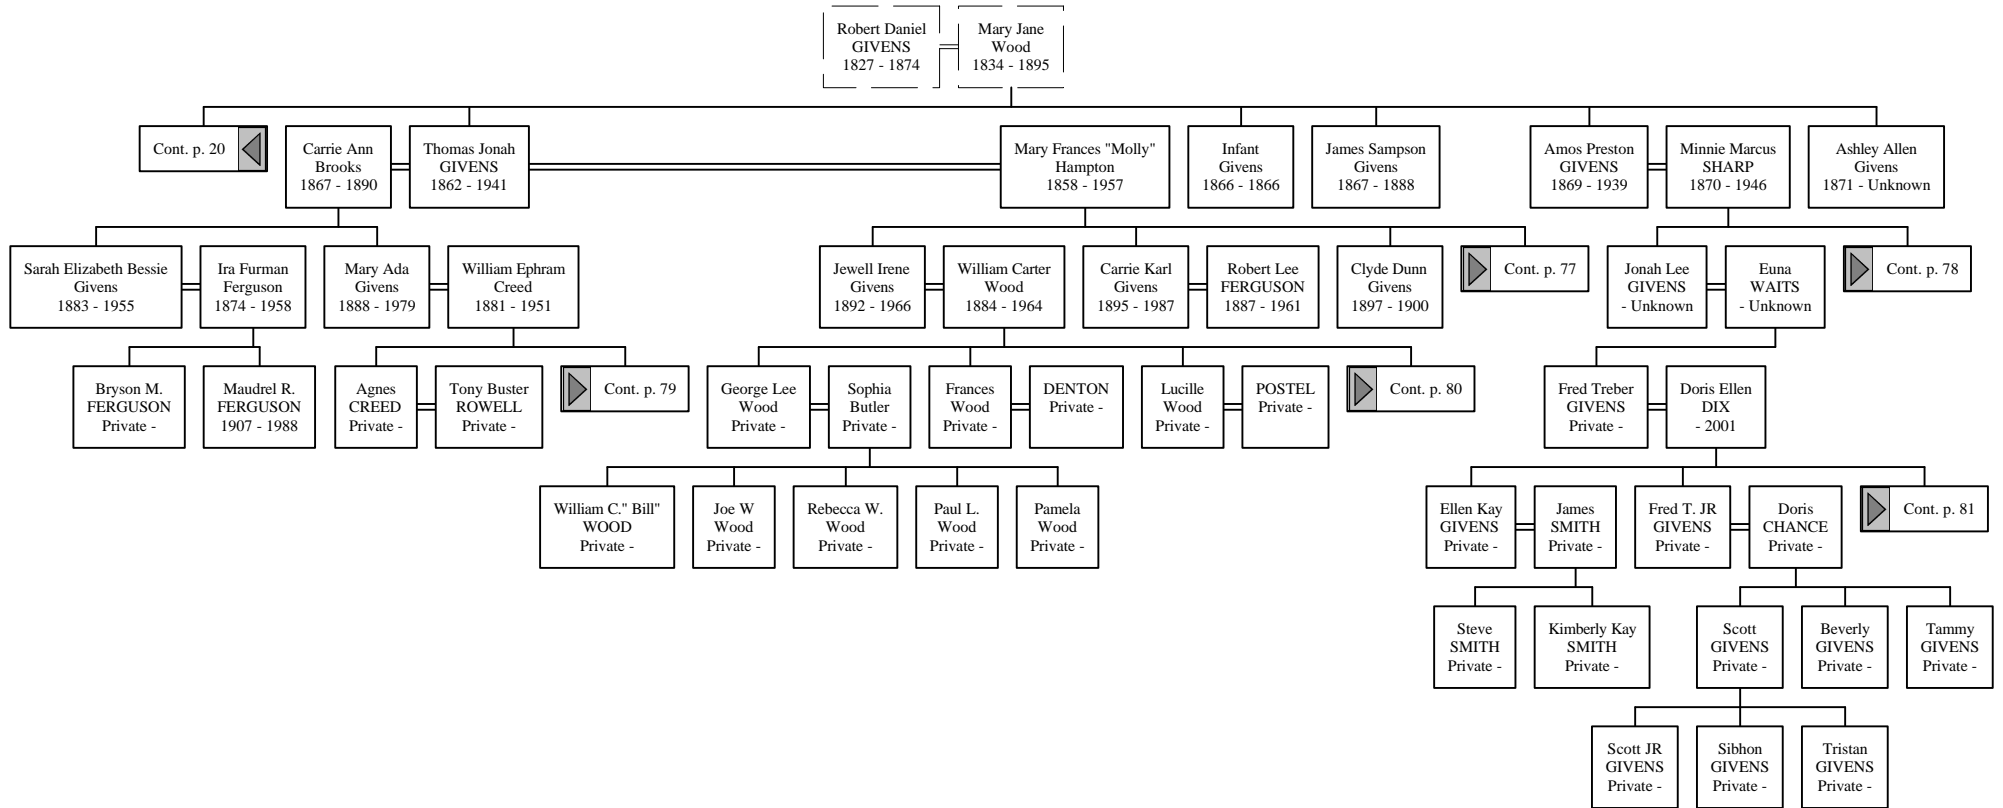 Robert Daniel
GIVENS
1827 - 1874
Mary Jane
Wood
1834 - 1895
Cont. p. 20
Carrie Ann
Brooks
1867 - 1890
Thomas Jonah
GIVENS
1862 - 1941
Mary Frances "Molly"
Hampton
1858 - 1957
Infant
Givens
1866 - 1866
James Sampson
Givens
1867 - 1888
Amos Preston
GIVENS
1869 - 1939
Minnie Marcus
SHARP
1870 - 1946
Ashley Allen
Givens
1871 - Unknown
Sarah Elizabeth Bessie
Givens
1883 - 1955
Ira Furman
Ferguson
1874 - 1958
Mary Ada
Givens
1888 - 1979
William Ephram
Creed
1881 - 1951
Jewell Irene
Givens
1892 - 1966
William Carter
Wood
1884 - 1964
Carrie Karl
Givens
1895 - 1987
Robert Lee
FERGUSON
1887 - 1961
Clyde Dunn
Givens
1897 - 1900
Cont. p. 77
Jonah Lee
GIVENS
- Unknown
Euna
WAITS
- Unknown
Cont. p. 78
Bryson M.
FERGUSON
Private -
Maudrel R.
FERGUSON
1907 - 1988
Agnes
CREED
Private -
Tony Buster
ROWELL
Private -
Cont. p. 79
George Lee
Wood
Private -
Sophia
Butler
Private -
Frances
Wood
Private -
DENTON
Private -
Lucille
Wood
Private -
POSTEL
Private -
Cont. p. 80
Fred Treber
GIVENS
Private -
Doris Ellen
DIX
- 2001
William C." Bill"
WOOD
Private -
Joe W
Wood
Private -
Rebecca W.
Wood
Private -
Paul L.
Wood
Private -
Pamela
Wood
Private -
Ellen Kay
GIVENS
Private -
James
SMITH
Private -
Fred T. JR
GIVENS
Private -
Doris
CHANCE
Private -
Cont. p. 81
Steve
SMITH
Private -
Kimberly Kay
SMITH
Private -
Scott
GIVENS
Private -
Beverly
GIVENS
Private -
Tammy
GIVENS
Private -
Scott JR
GIVENS
Private -
Sibhon
GIVENS
Private -
Tristan
GIVENS
Private -